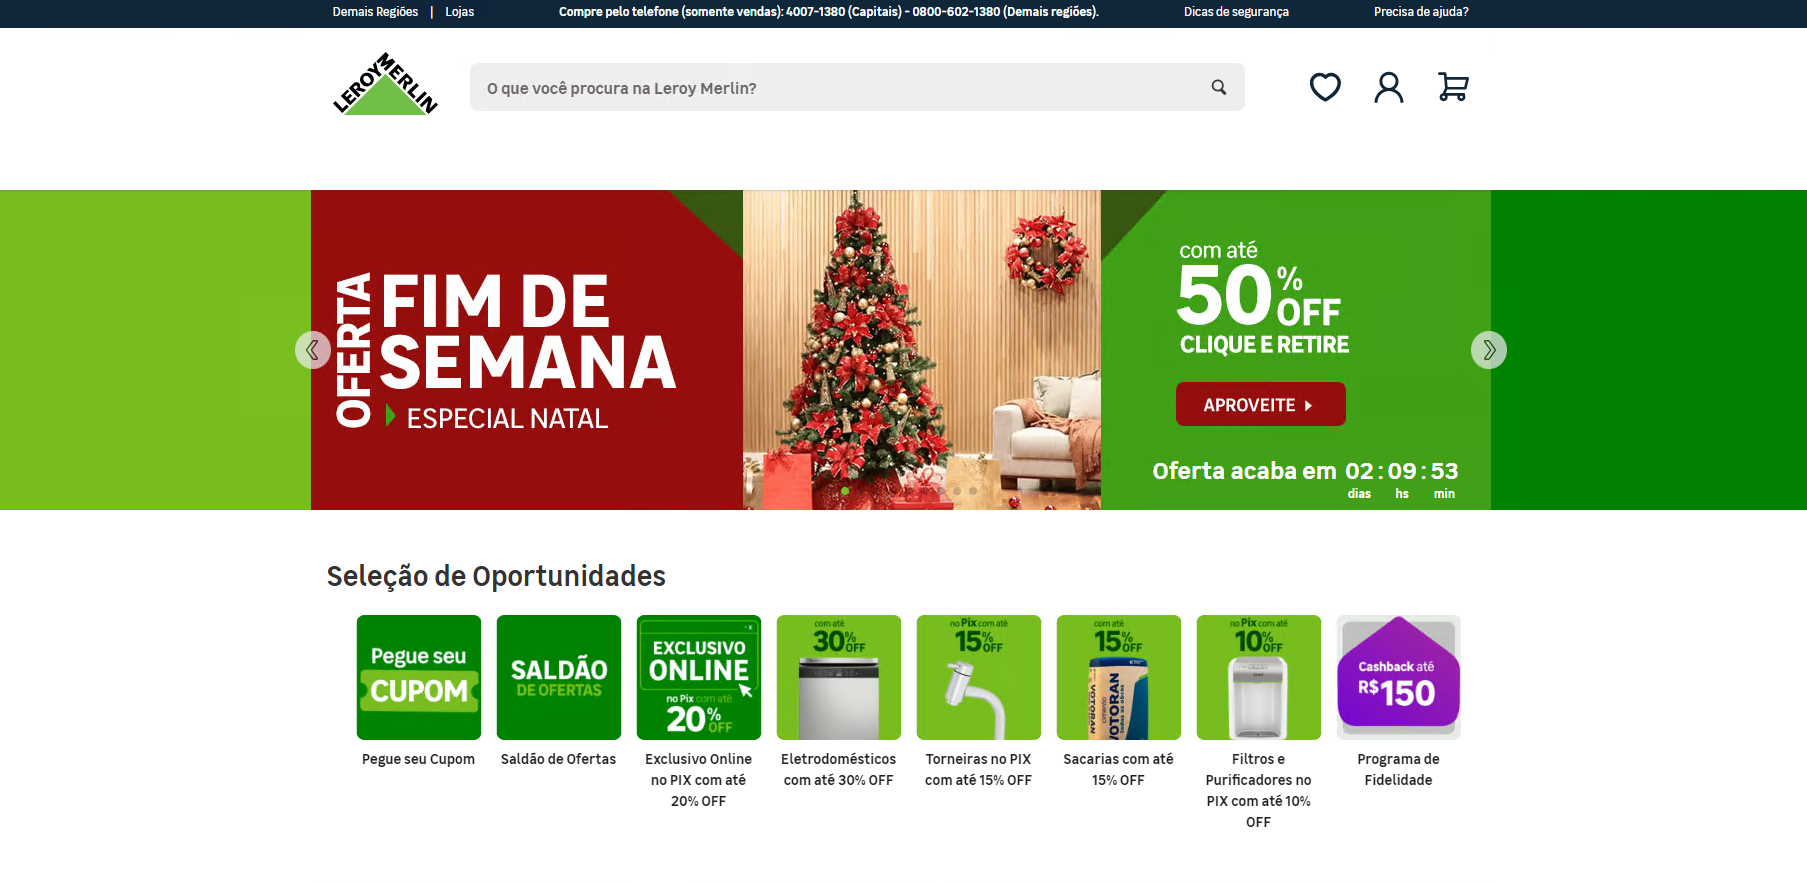 Demais Regiões | Lojas
Compre pelo telefone (somente vendas): 4007-1380 (Capitais) - 0800-602-1380 (Demais regiões).
Dicas de segurança
Precisa de ajuda?
LEROY MERLIN
O que você procura na Leroy Merlin?
OFERTA
FIM DE
SEMANA
ESPECIAL NATAL
com até
50% OFF
CLIQUE E RETIRE
APROVEITE
Oferta acaba em 02 : 09 : 53
dias hs min
Seleção de Oportunidades
Pegue seu
CUPOM
Pegue seu Cupom
SALDÃO
DE OFERTAS
Saldão de Ofertas
EXCLUSIVO
ONLINE
no Pix com até
20% OFF
Exclusivo Online
no PIX com até
20% OFF
com até
30% OFF
Eletrodomésticos
com até 30% OFF
no Pix com até
15% OFF
Torneiras no PIX
com até 15% OFF
com até
15% OFF
VOTORAN
cimento
VOTORAN
todas as obras
Sacarias com até
15% OFF
no Pix com até
10% OFF
Filtros e
Purificadores no
PIX com até 10%
OFF
Cashback até
R$150
Programa de
Fidelidade